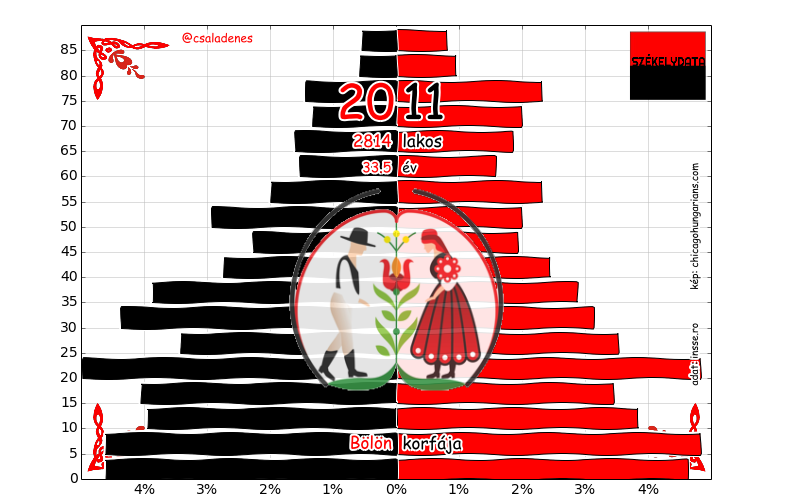 @csaladenes
SZÉKELYDATA
2011
2814 lakos
33.5 év
kép: chicagohungarians.com
adat: insse.ro
Bölön korfája
85
80
75
70
65
60
55
50
45
40
35
30
25
20
15
10
5
0
4% 3% 2% 1% 0% 1% 2% 3% 4%